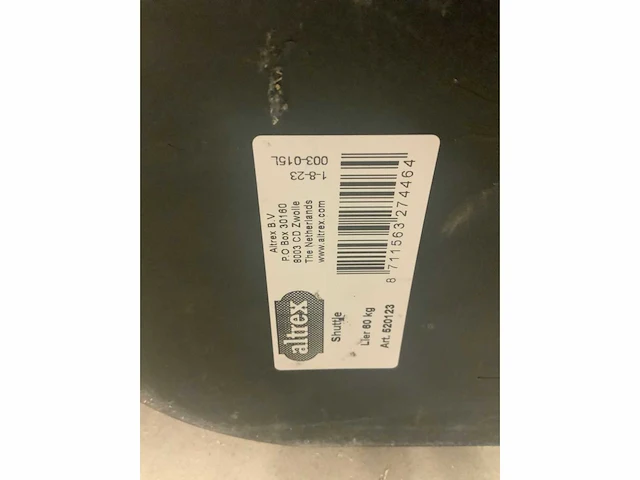 altrex
Altrex B.V
P.O Box 30160
8003 CD Zwolle
The Netherlands
www.altrex.com
1-8-23
003-015L
Shuttle
Lier 60 kg
Art. 520123
8 711563 274464